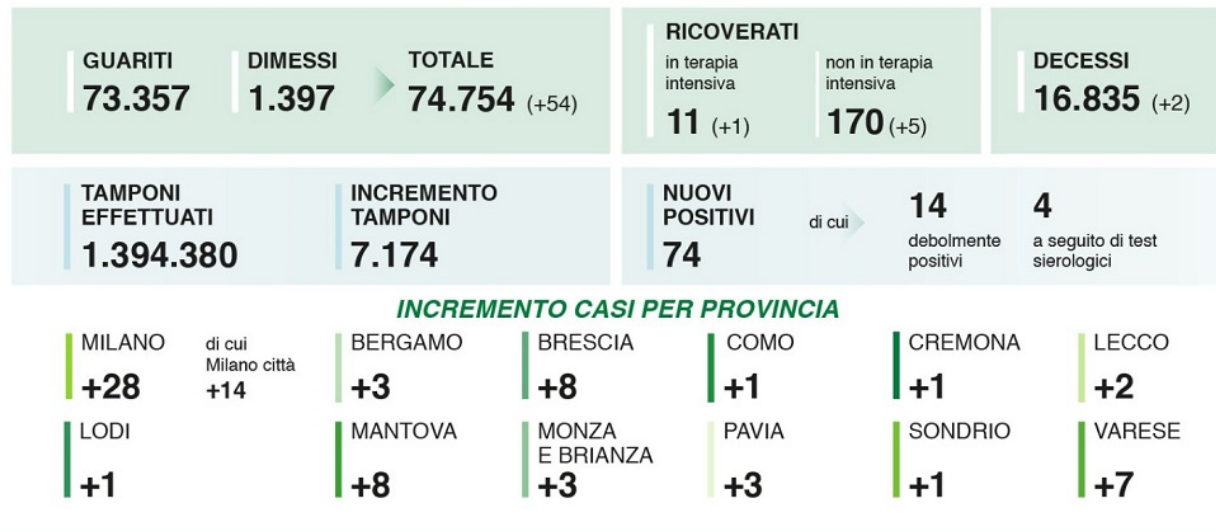 GUARITI
73.357
DIMESSI
1.397
TOTALE
74.754 (+54)
RICOVERATI
in terapia
intensiva
11 (+1)
non in terapia
intensiva
170 (+5)
DECESSI
16.835 (+2)
TAMPONI
EFFETTUATI
1.394.380
INCREMENTO
TAMPONI
7.174
NUOVI
POSITIVI
74
di cui
14
debolmente
positivi
4
a seguito di test
sierologici
INCREMENTO CASI PER PROVINCIA
MILANO
+28
di cui
Milano città
+14
BERGAMO
+3
BRESCIA
+8
COMO
+1
CREMONA
+1
LECCO
+2
LODI
+1
MANTOVA
+8
MONZA
E BRIANZA
+3
PAVIA
+3
SONDRIO
+1
VARESE
+7